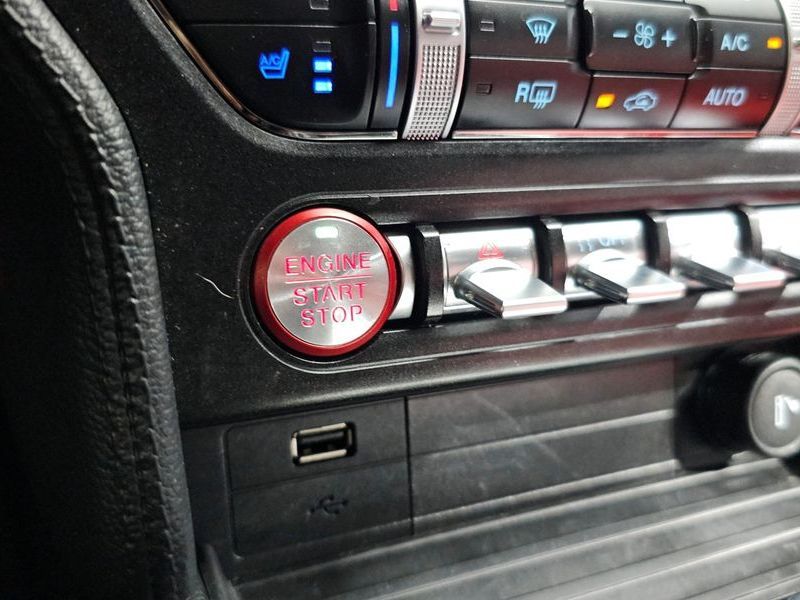 A/C
- +
A/C
R
AUTO
ENGINE
START
STOP